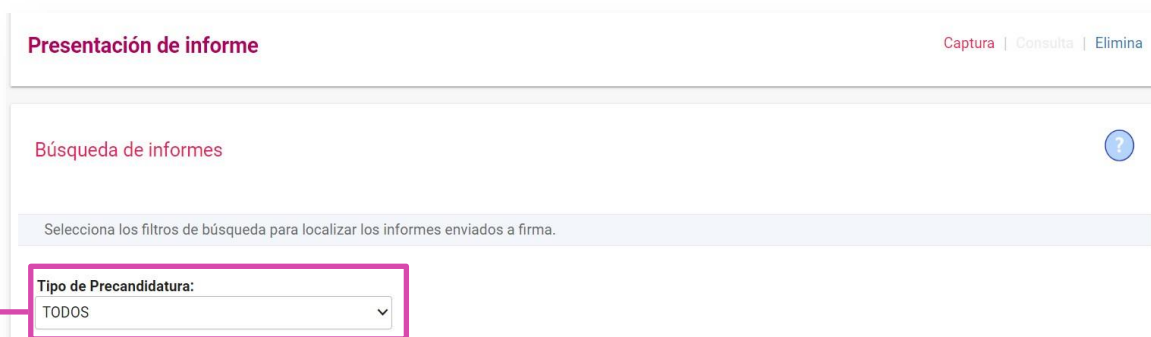 Presentación de informe
Captura | Consulta | Elimina
Búsqueda de informes
?
Selecciona los filtros de búsqueda para localizar los informes enviados a firma.
Tipo de Precandidatura:
TODOS